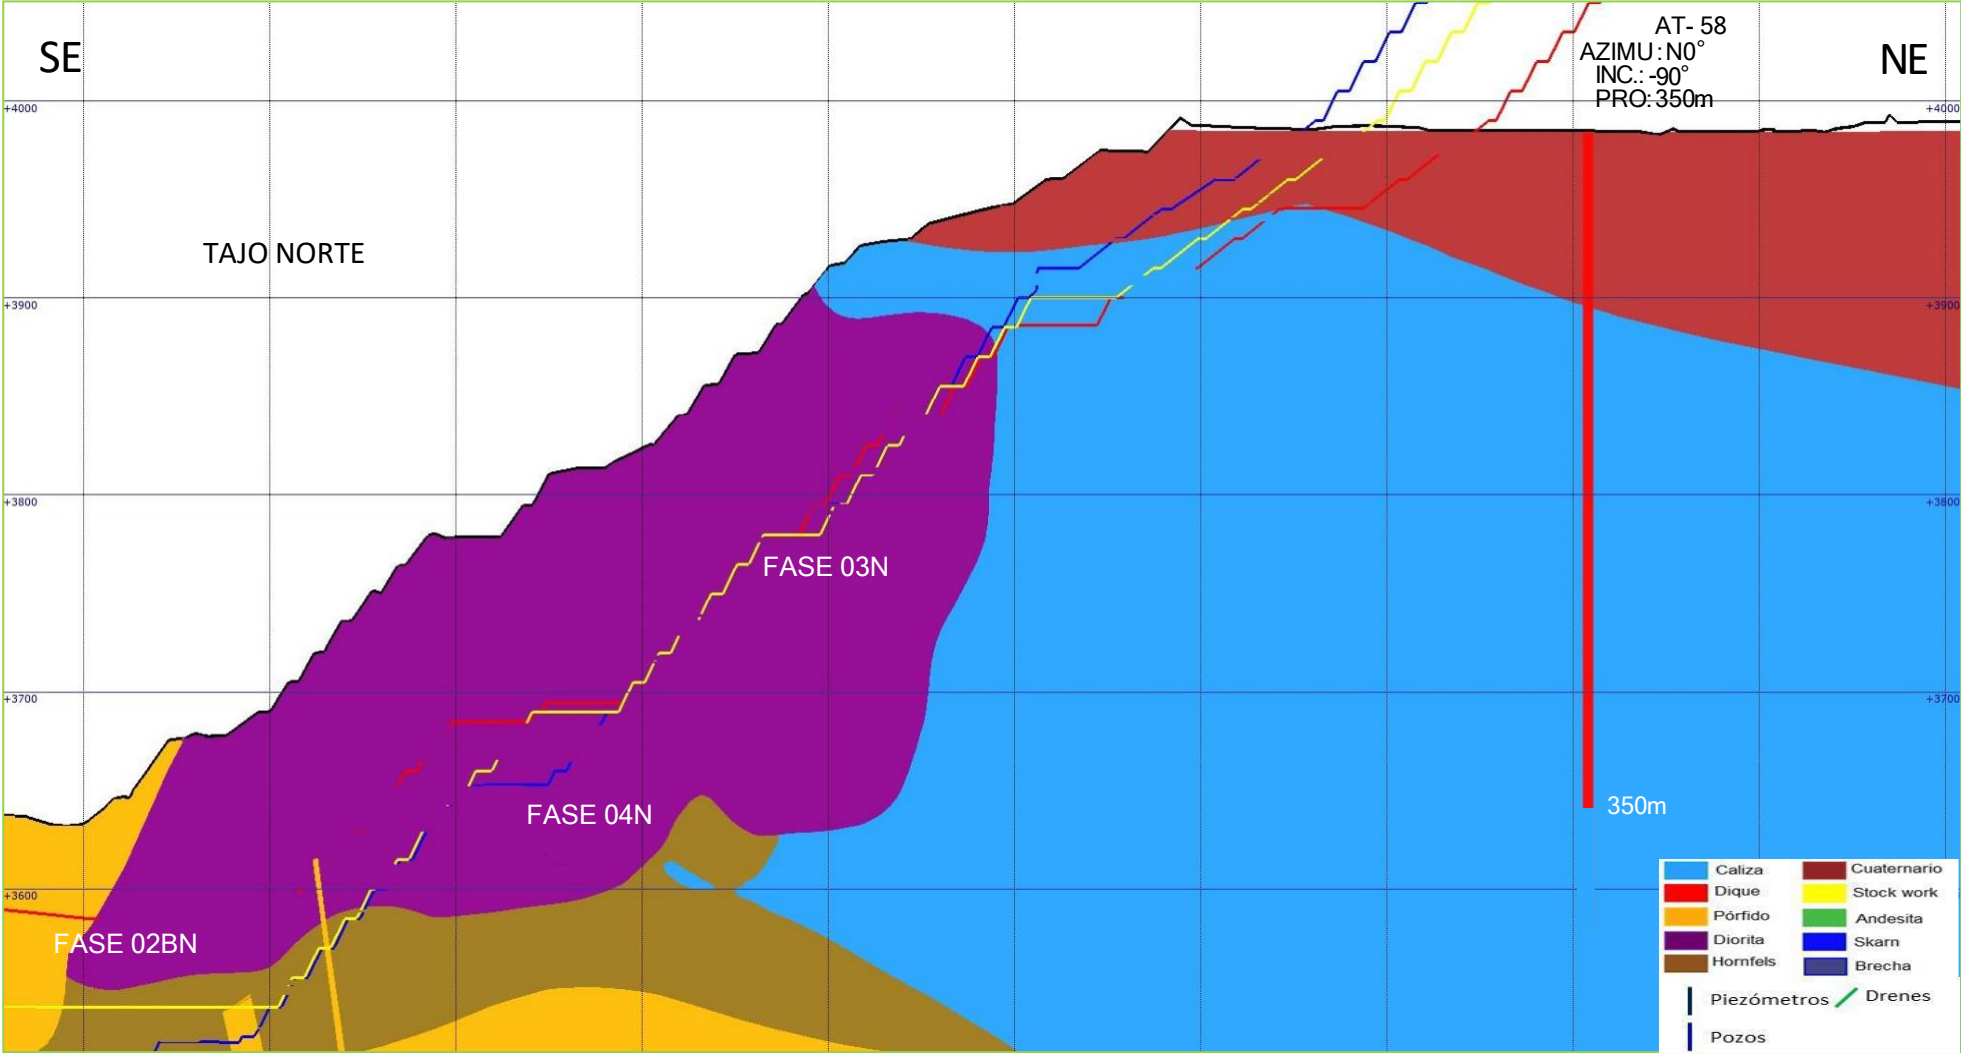 SE
AT- 58
AZIMU: N0°
INC.: -90°
PRO: 350m
NE
+4000
+4000
TAJO NORTE
+3900
+3900
+3800
+3800
FASE 03N
+3700
+3700
FASE 04N
350m
+3600
FASE 02BN
Caliza
Cuaternario
Dique
Stock work
Pórfido
Andesita
Diorita
Skarn
Hornfels
Brecha
Piezómetros
Drenes
Pozos